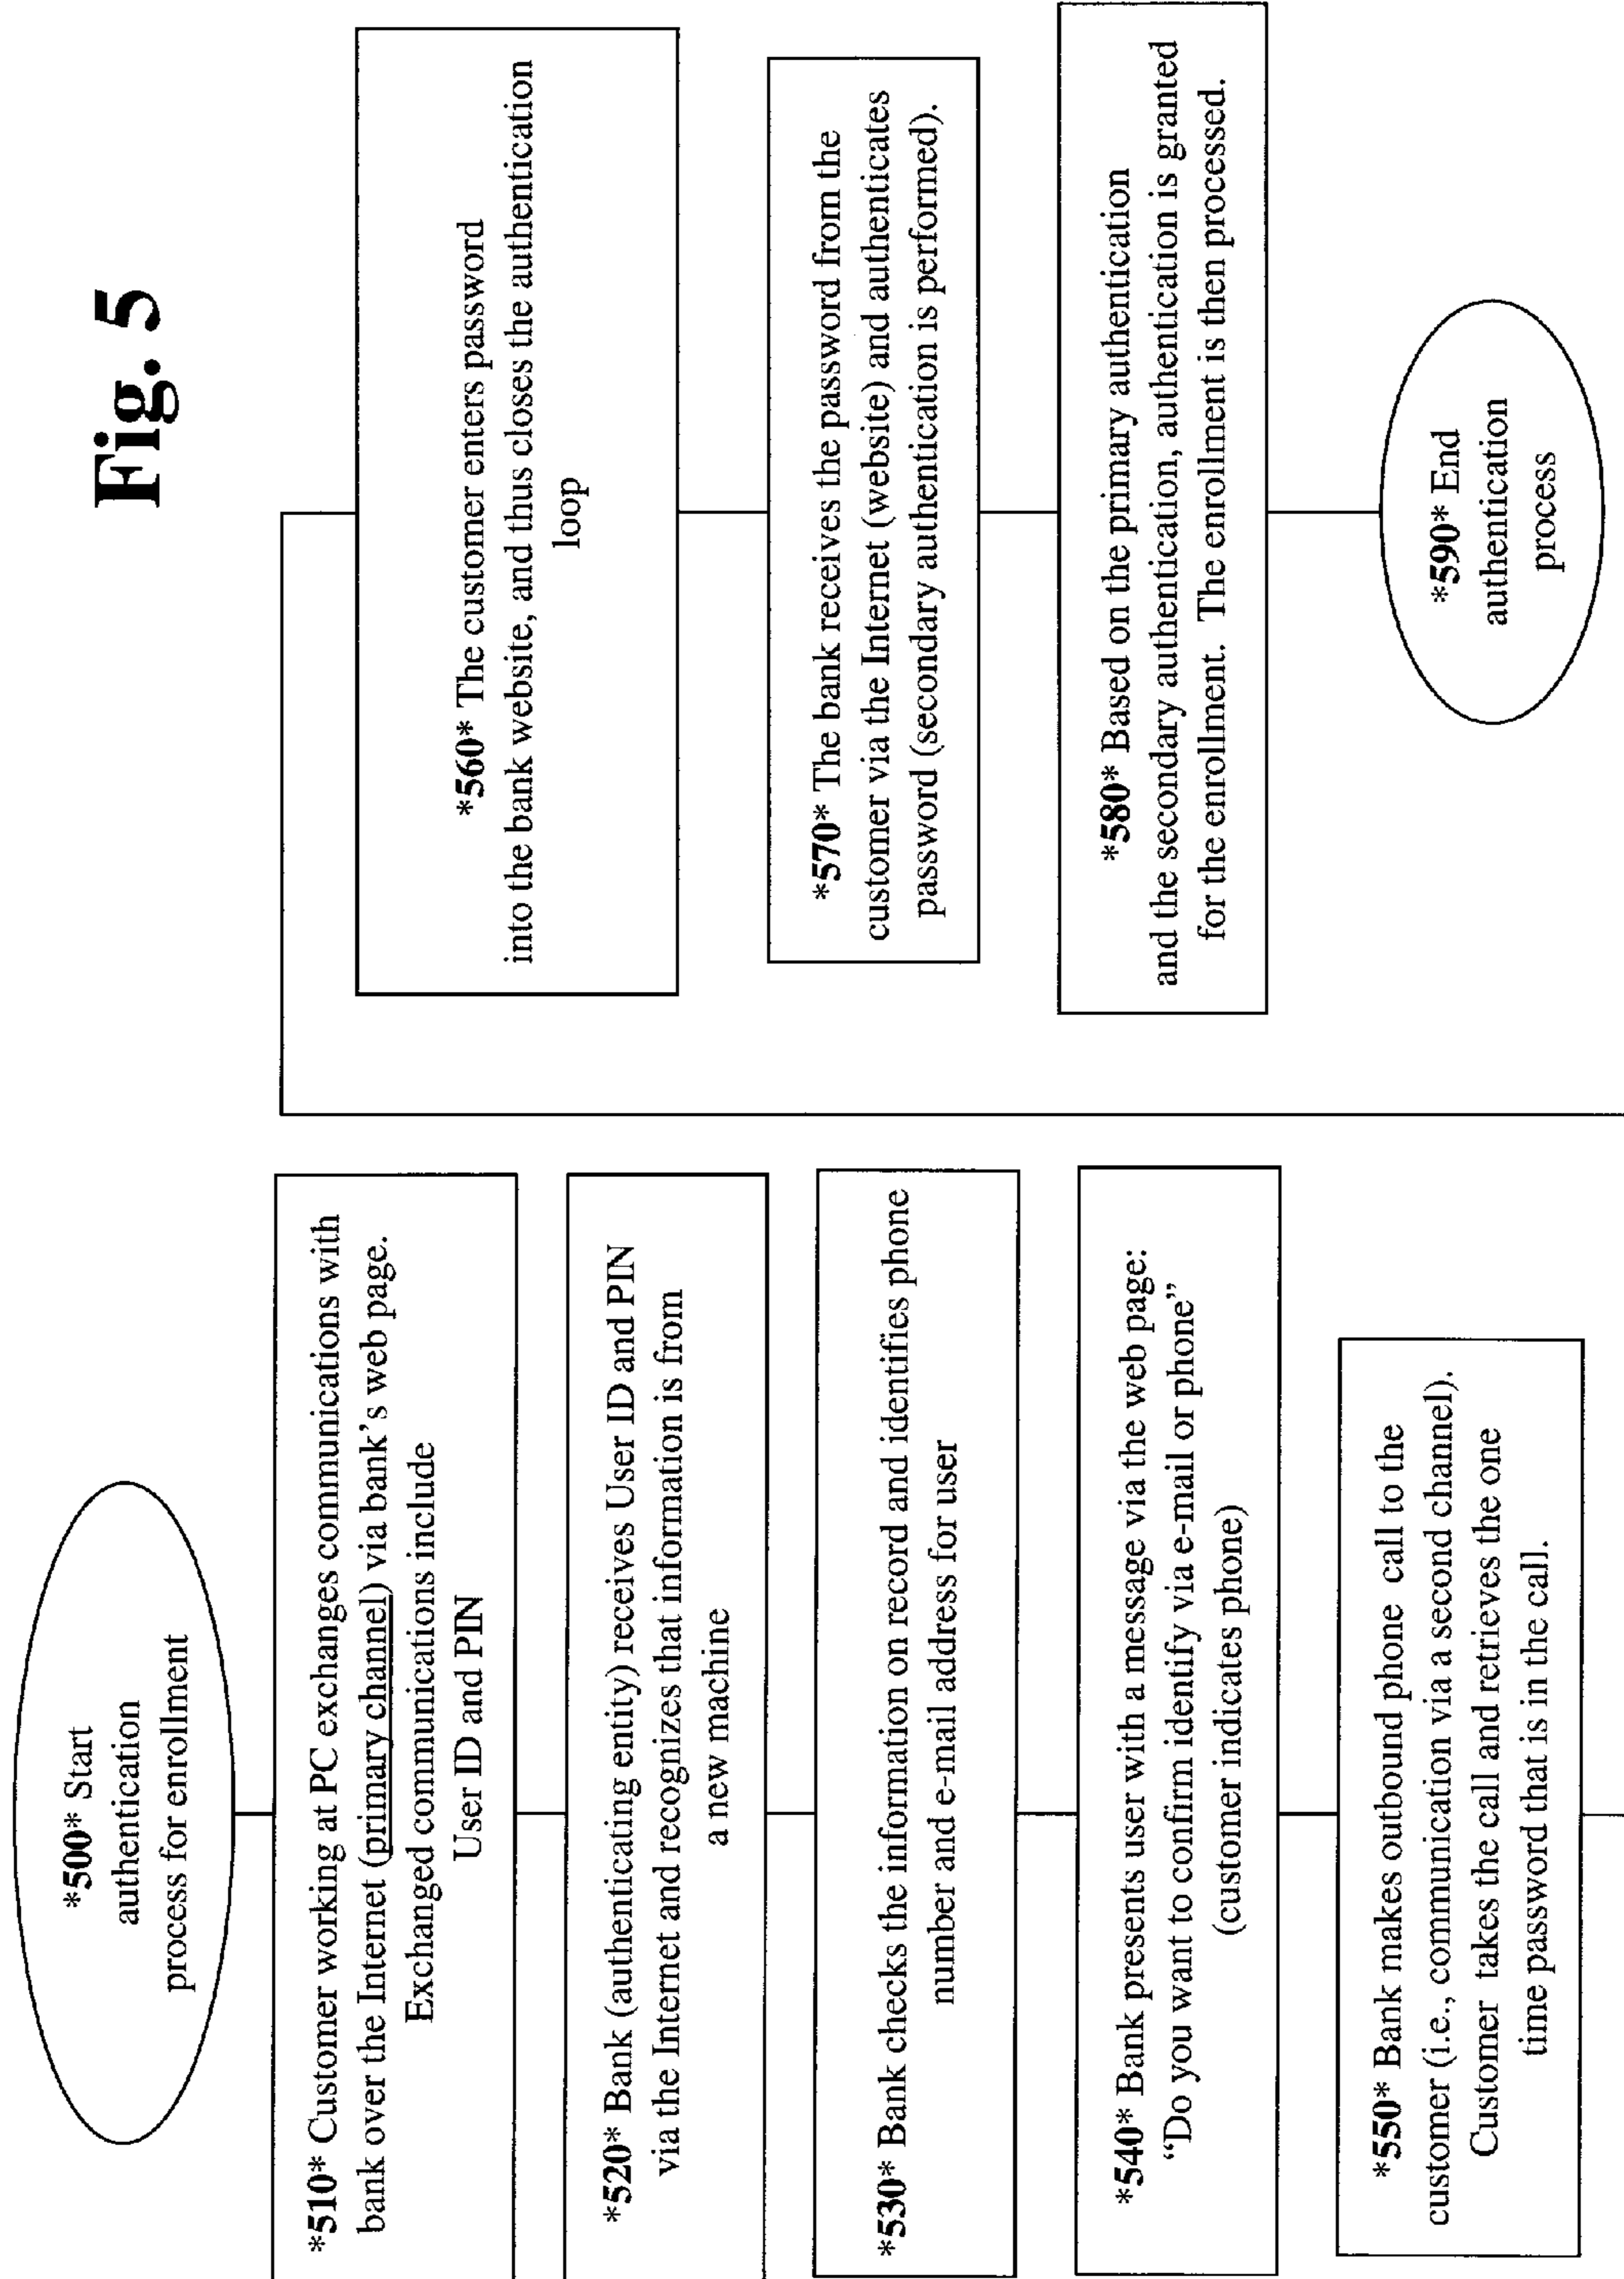 Fig. 5
*500* Start
authentication
process for enrollment
*510* Customer working at PC exchanges communications with
bank over the Internet (primary channel) via bank's web page.
Exchanged communications include
User ID and PIN
*520* Bank (authenticating entity) receives User ID and PIN
via the Internet and recognizes that information is from
a new machine
*530* Bank checks the information on record and identifies phone
number and e-mail address for user
*540* Bank presents user with a message via the web page:
“Do you want to confirm identify via e-mail or phone”
(customer indicates phone)
*550* Bank makes outbound phone call to the
customer (i.e., communication via a second channel).
Customer takes the call and retrieves the one
time password that is in the call.
*560* The customer enters password
into the bank website, and thus closes the authentication
loop
*570* The bank receives the password from the
customer via the Internet (website) and authenticates
password (secondary authentication is performed).
*580* Based on the primary authentication
and the secondary authentication, authentication is granted
for the enrollment. The enrollment is then processed.
*590* End
authentication
process